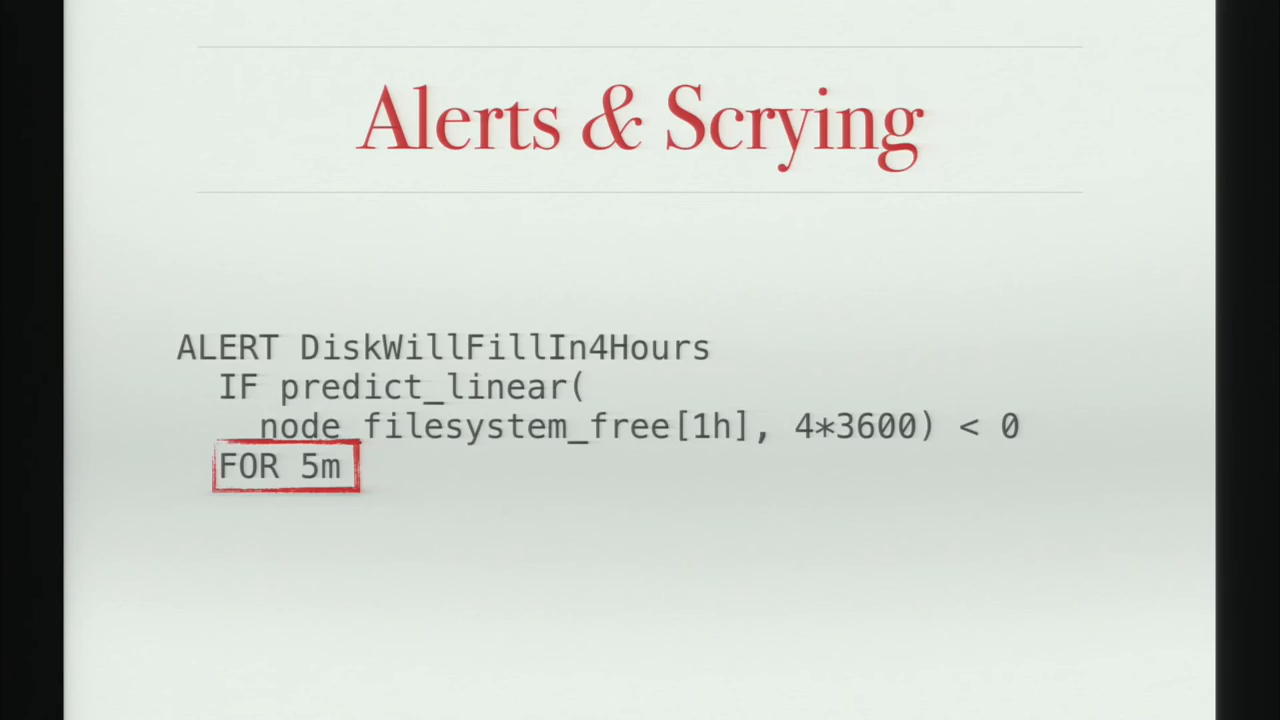 Alerts & Scrying
ALERT DiskWillFillIn4Hours
IF predict_linear(
node_filesystem_free[1h], 4*3600) < 0
FOR 5m